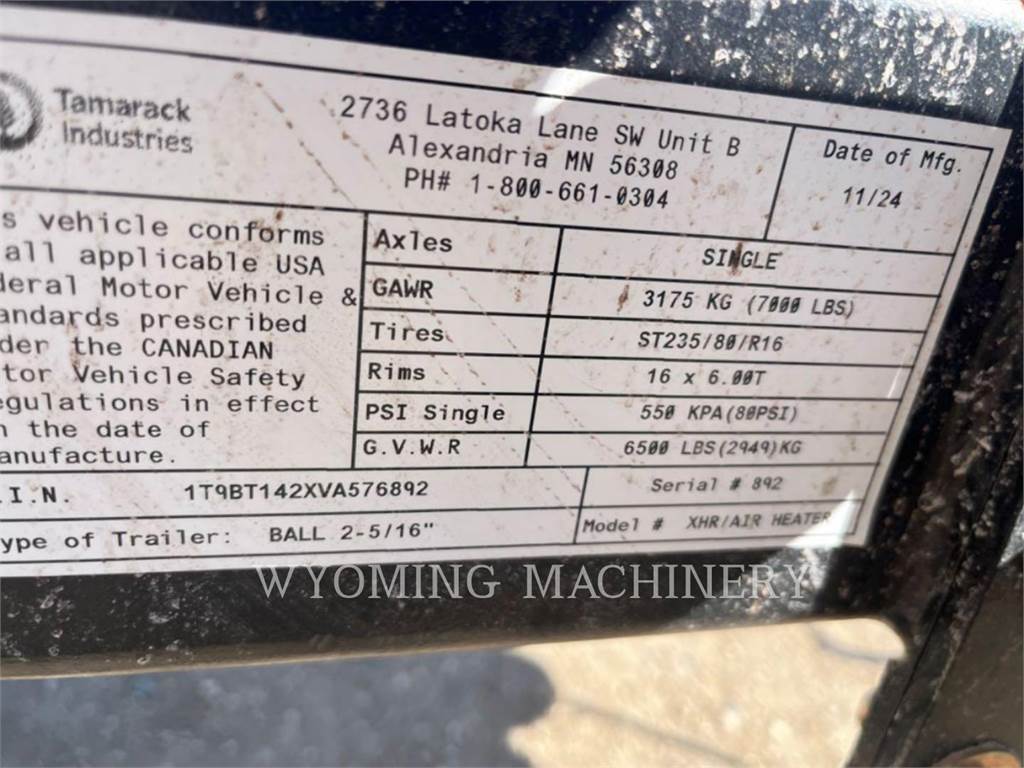 Tamarack
Industries
2736 Latoka Lane SW Unit B
Alexandria MN 56308
PH# 1-800-661-0304
Date of Mfg.
11/24
s vehicle conforms
all applicable USA
deral Motor Vehicle &
andards prescribed
der the CANADIAN
tor Vehicle Safety
egulations in effect
n the date of
anufacture.
Axles SINGLE
GAWR 3175 KG (7000 LBS)
Tires ST235/80/R16
Rims 16 x 6.00T
PSI Single 550 KPA(80PSI)
G.V.W.R 6500 LBS(2949)KG
.I.N. 1T9BT142XVA576892
Serial # 892
ype of Trailer: BALL 2-5/16"
Model # XHR/AIR HEATER
WYOMING MACHINERY